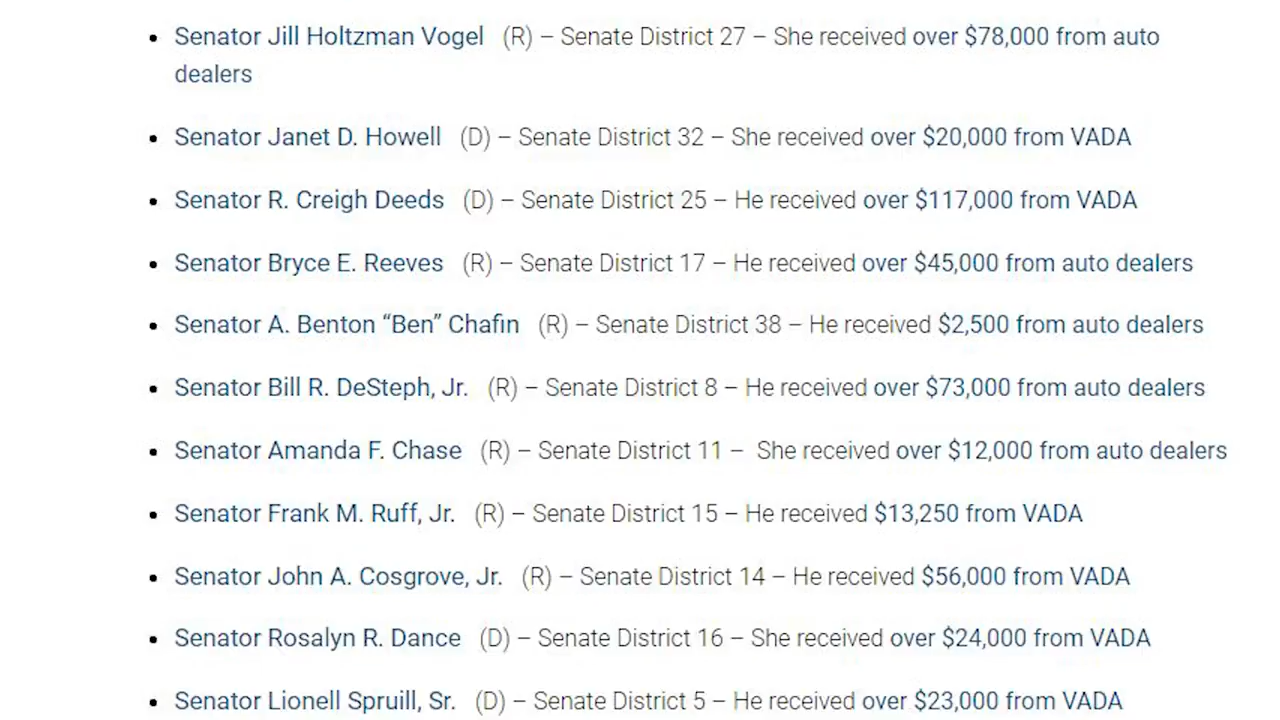 • Senator Jill Holtzman Vogel (R) – Senate District 27 – She received over $78,000 from auto
dealers
• Senator Janet D. Howell (D) – Senate District 32 – She received over $20,000 from VADA
• Senator R. Creigh Deeds (D) – Senate District 25 – He received over $117,000 from VADA
• Senator Bryce E. Reeves (R) – Senate District 17 – He received over $45,000 from auto dealers
• Senator A. Benton “Ben” Chafin (R) – Senate District 38 – He received $2,500 from auto dealers
• Senator Bill R. DeSteph, Jr. (R) – Senate District 8 – He received over $73,000 from auto dealers
• Senator Amanda F. Chase (R) – Senate District 11 – She received over $12,000 from auto dealers
• Senator Frank M. Ruff, Jr. (R) – Senate District 15 – He received $13,250 from VADA
• Senator John A. Cosgrove, Jr. (R) – Senate District 14 – He received $56,000 from VADA
• Senator Rosalyn R. Dance (D) – Senate District 16 – She received over $24,000 from VADA
• Senator Lionell Spruill, Sr. (D) – Senate District 5 – He received over $23,000 from VADA